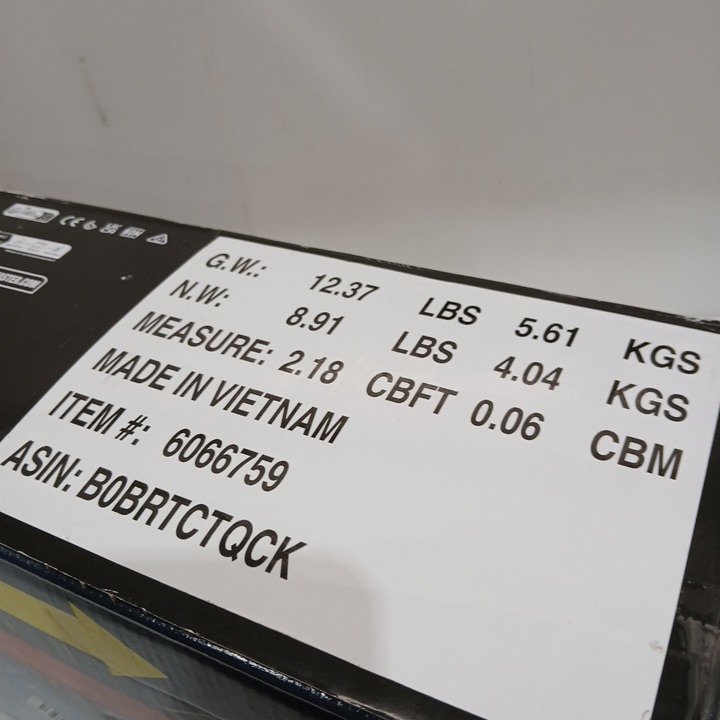 G.W.: 12.37 LBS 5.61 KGS
N.W: 8.91 LBS 4.04 KGS
MEASURE: 2.18 CBFT 0.06 CBM
MADE IN VIETNAM
ITEM #: 6066759
ASIN: B0BRTCTQCK